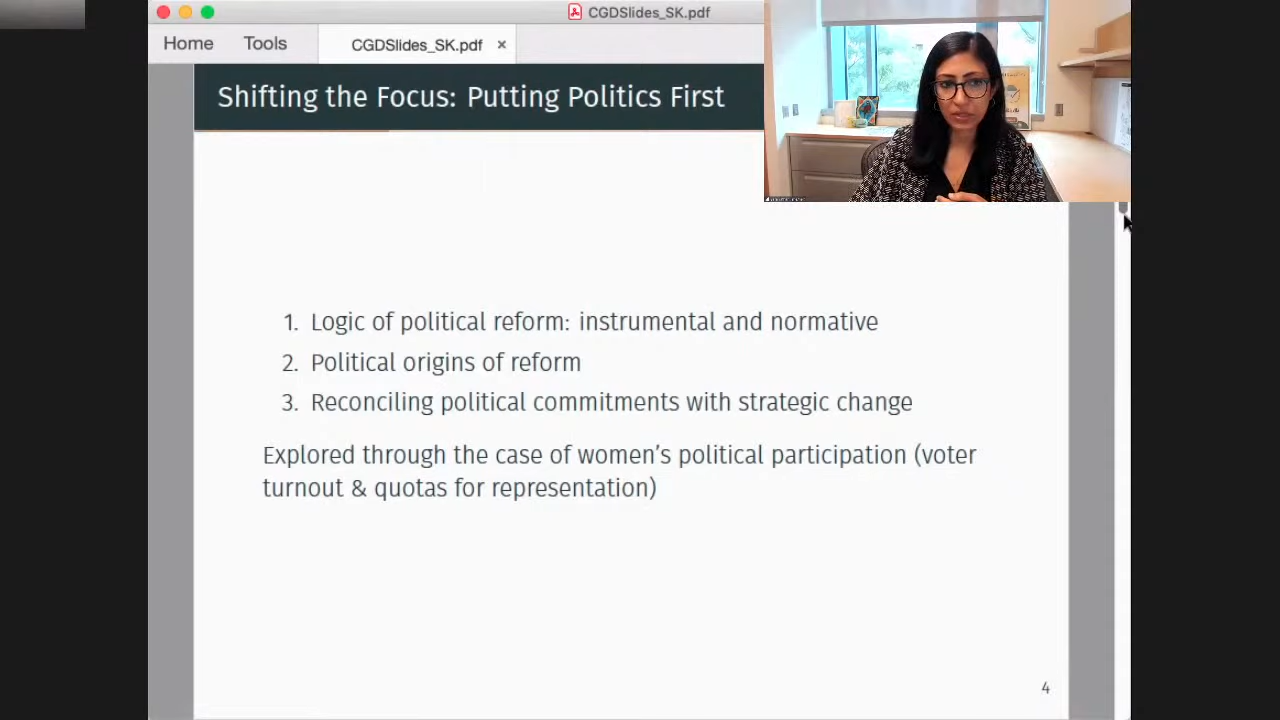 CGDSlides_SK.pdf
Home Tools CGDSlides_SK.pdf ×
Shifting the Focus: Putting Politics First
1. Logic of political reform: instrumental and normative
2. Political origins of reform
3. Reconciling political commitments with strategic change
Explored through the case of women's political participation (voter
turnout & quotas for representation)
4